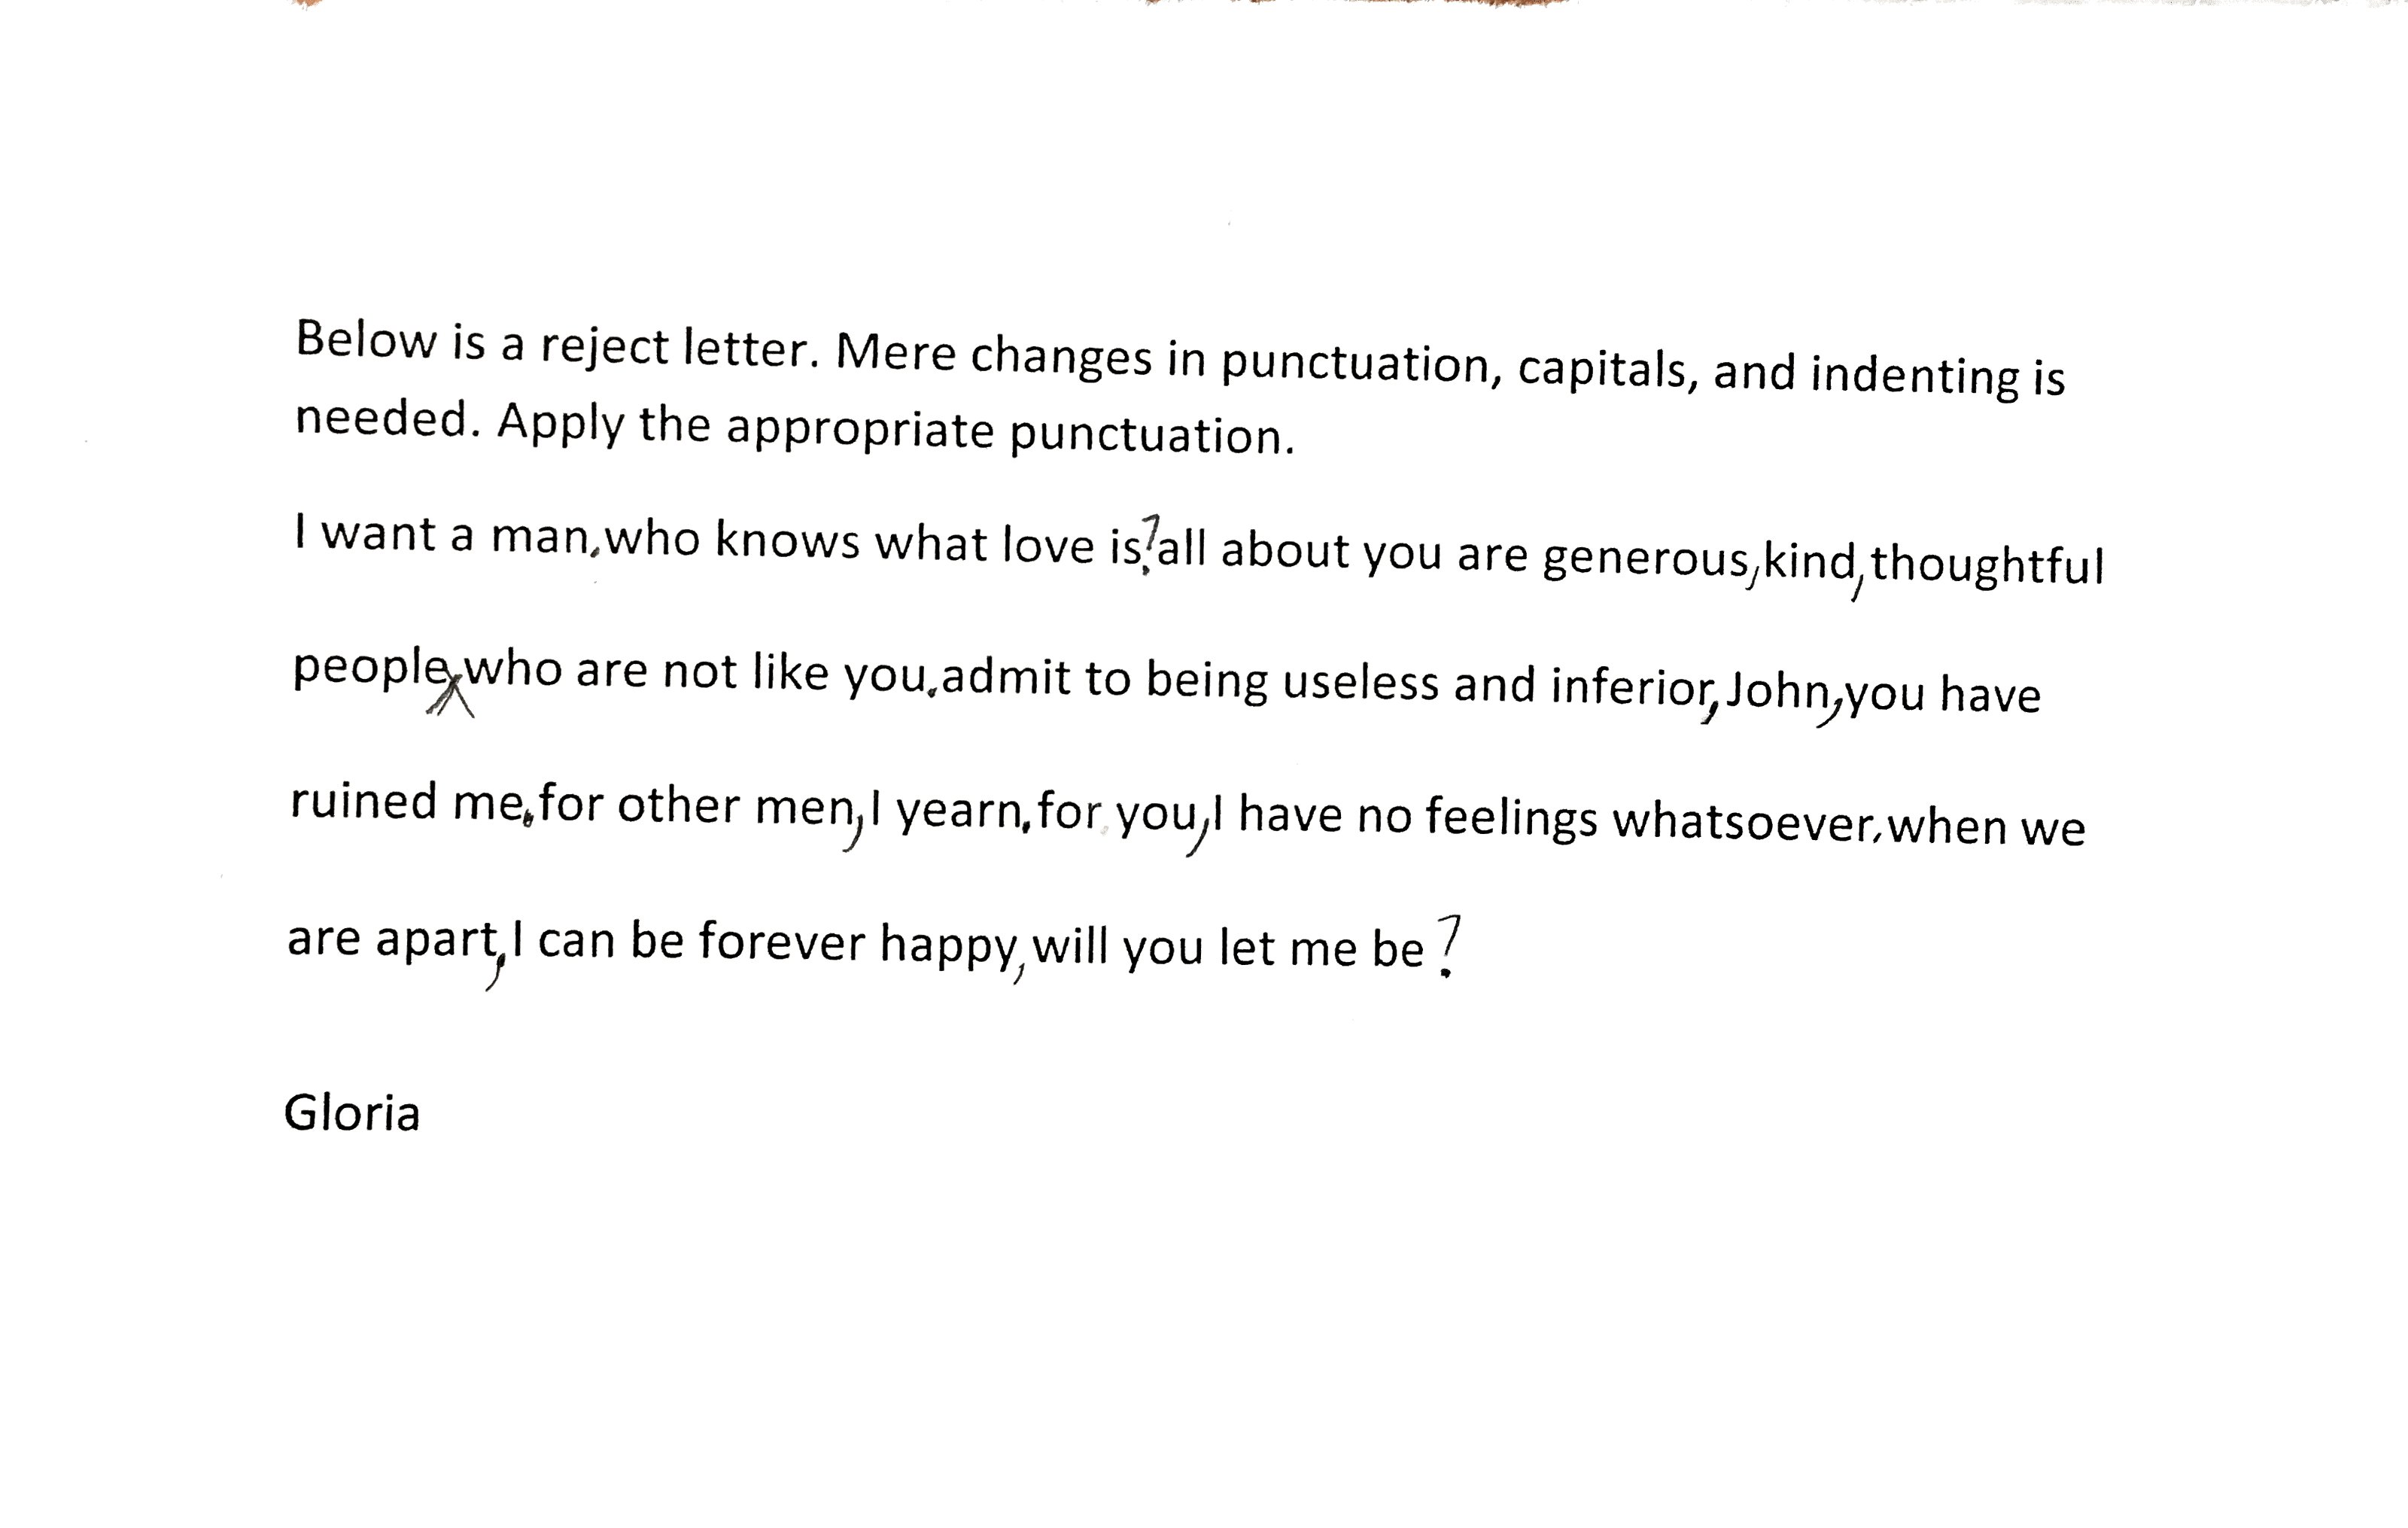 Below is a reject letter. Mere changes in punctuation, capitals, and indenting is
needed. Apply the appropriate punctuation.
I want a man.who knows what love is?all about you are generous,kind,thoughtful
people,who are not like you.admit to being useless and inferior,John,you have
ruined me.for other men,I yearn.for you,I have no feelings whatsoever.when we
are apart,I can be forever happy,will you let me be?
Gloria